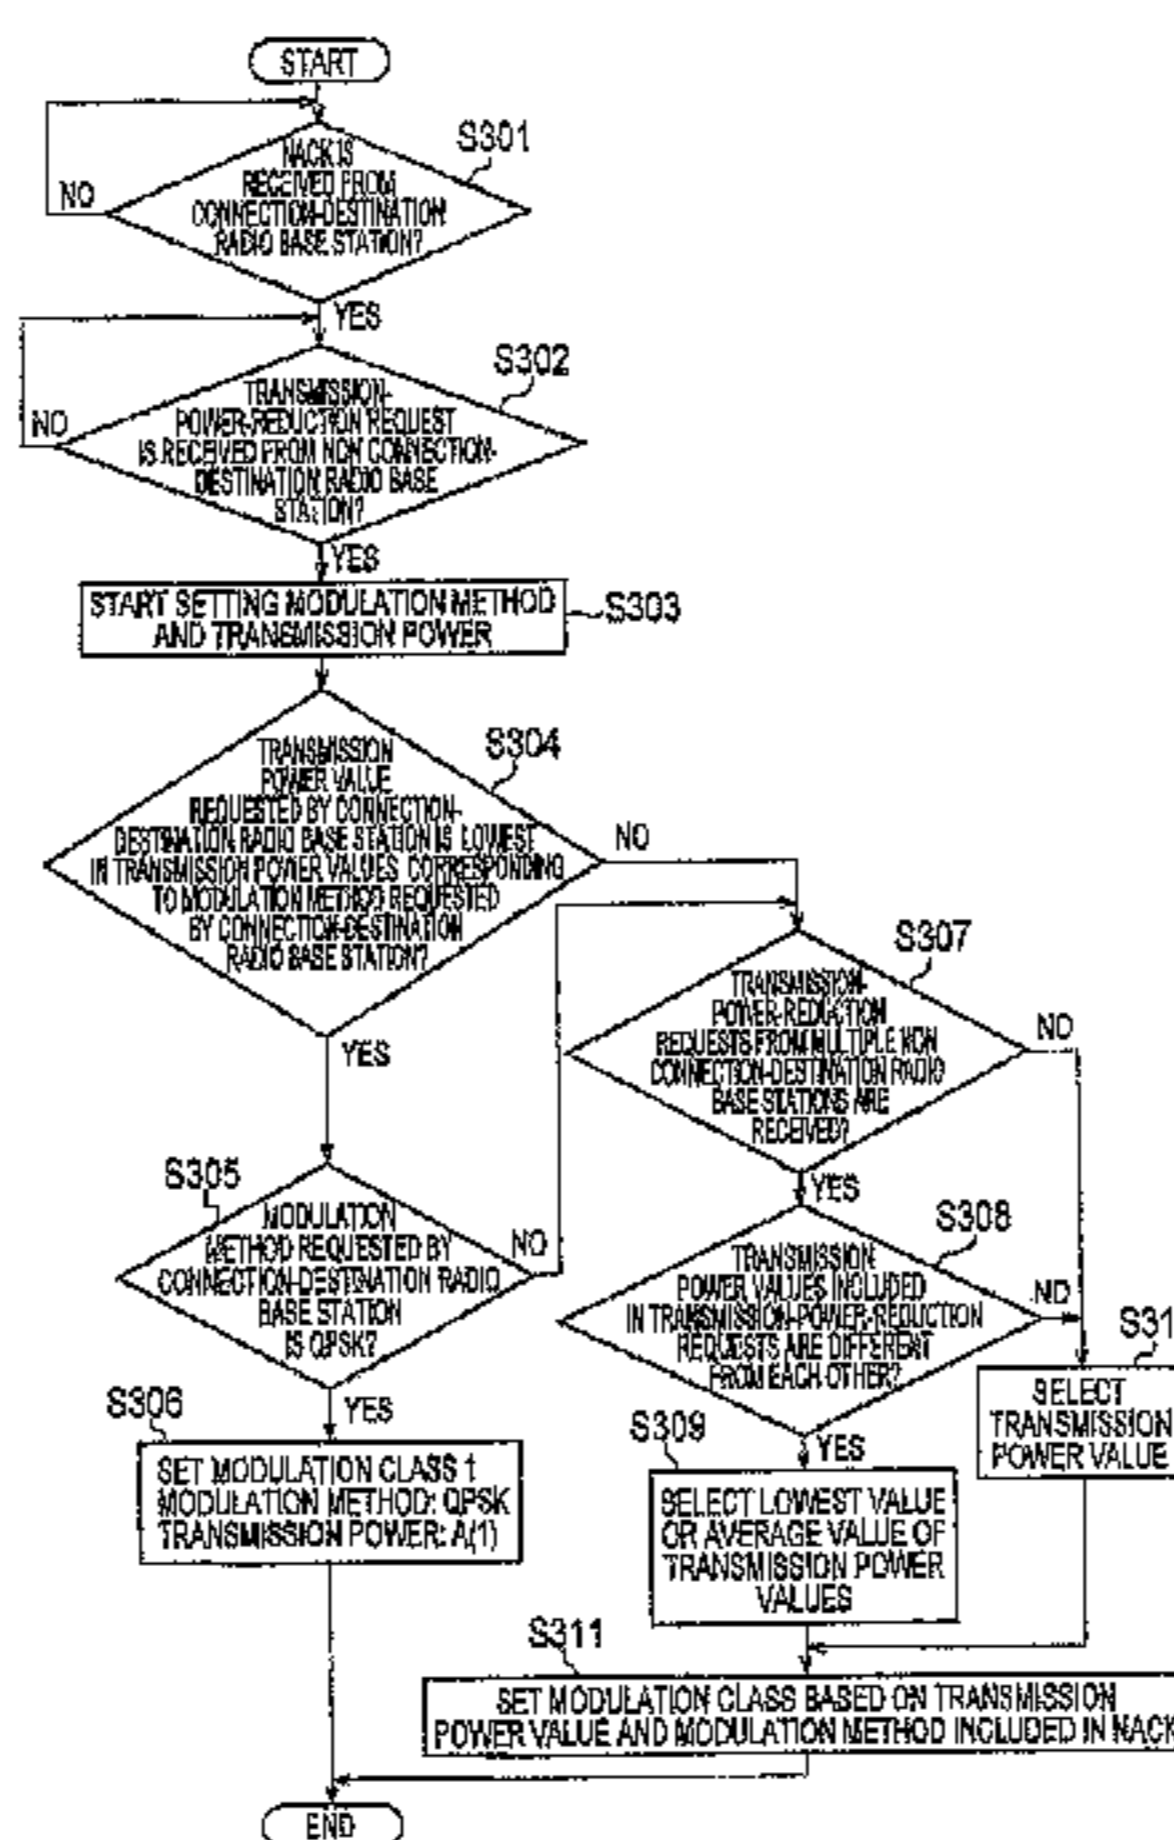 START
S301
NACK IS
RECEIVED FROM
CONNECTION-DESTINATION
RADIO BASE STATION?
NO
YES
S302
TRANSMISSION-
POWER-REDUCTION REQUEST
IS RECEIVED FROM NON CONNECTION-
DESTINATION RADIO BASE
STATION?
NO
YES
START SETTING MODULATION METHOD
AND TRANSMISSION POWER
S303
S304
TRANSMISSION
POWER VALUE
REQUESTED BY CONNECTION-
DESTINATION RADIO BASE STATION IS LOWEST
IN TRANSMISSION POWER VALUES CORRESPONDING
TO MODULATION METHOD REQUESTED
BY CONNECTION-DESTINATION
RADIO BASE STATION?
NO
YES
S305
MODULATION
METHOD REQUESTED BY
CONNECTION-DESTINATION RADIO
BASE STATION
IS QPSK?
NO
YES
S306
SET MODULATION CLASS 1
MODULATION METHOD: QPSK
TRANSMISSION POWER: A(1)
S307
TRANSMISSION-
POWER-REDUCTION
REQUESTS FROM MULTIPLE NON
CONNECTION-DESTINATION RADIO
BASE STATIONS ARE
RECEIVED?
NO
YES
S308
TRANSMISSION
POWER VALUES INCLUDED
IN TRANSMISSION-POWER-REDUCTION
REQUESTS ARE DIFFERENT
FROM EACH OTHER?
NO
YES
S309
SELECT LOWEST VALUE
OR AVERAGE VALUE OF
TRANSMISSION POWER
VALUES
S31
SELECT
TRANSMISSION
POWER VALUE
S311
SET MODULATION CLASS BASED ON TRANSMISSION
POWER VALUE AND MODULATION METHOD INCLUDED IN NACK
END